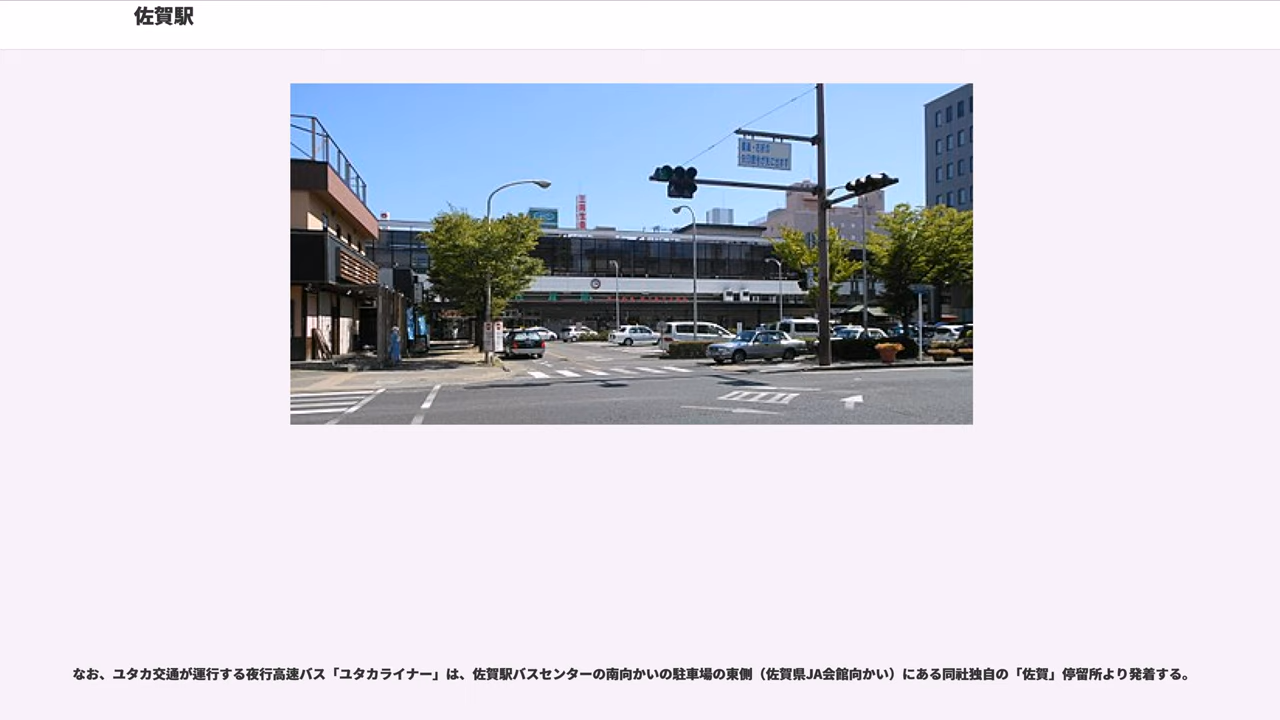 佐賀駅
なお、ユタカ交通が運行する夜行高速バス「ユタカライナー」は、佐賀駅バスセンターの南向かいの駐車場の東側（佐賀県JA会館向かい）にある同社独自の「佐賀」停留所より発着する。